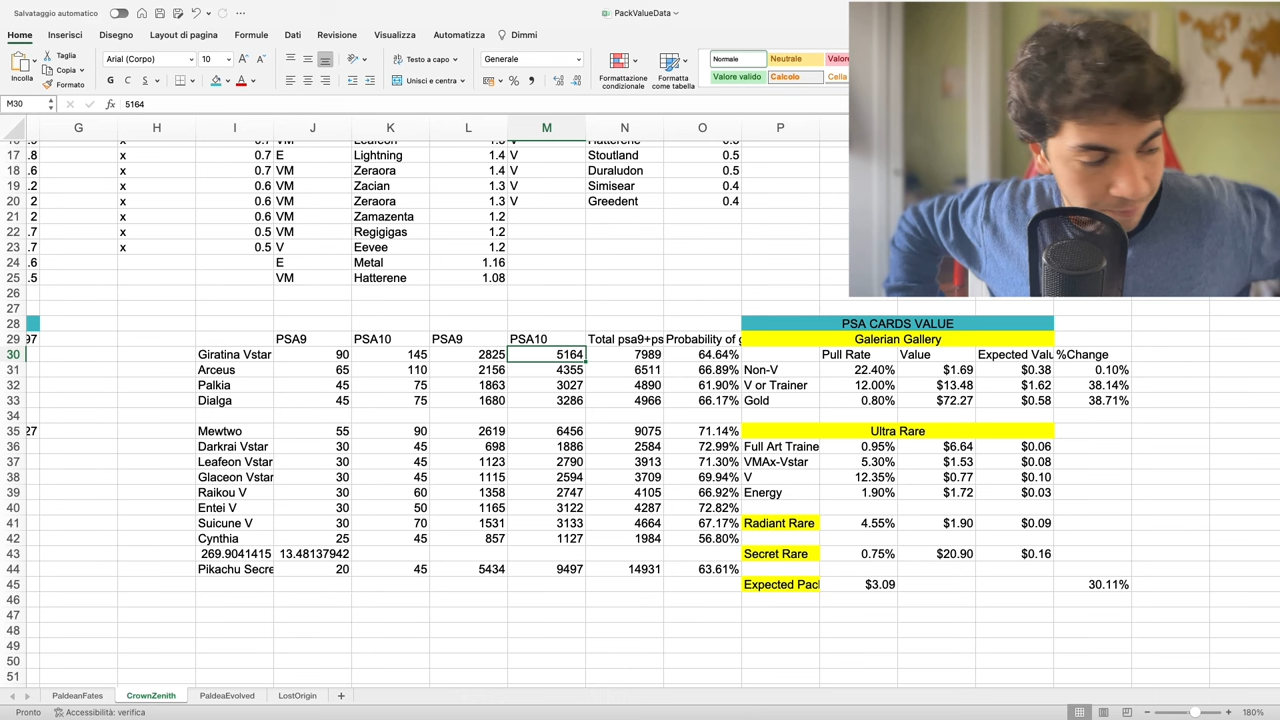 Salvataggio automatico
PackValueData
Home Inserisci Disegno Layout di pagina Formule Dati Revisione Visualizza Automatizza Dimmi
Incolla
Taglia
Copia
Formato
Arial (Corpo) 10
G C S
Testo a capo
Unisci e centra
Generale
Formattazione condizionale
Formatta come tabella
Normale Neutrale
Valore valido Calcolo
M30 fx 5164
G H I J K L M N O P
17 .8 x 0.7 E Lightning 1.4 V Stoutland 0.5
18 .6 x 0.7 VM Zeraora 1.4 V Duraludon 0.5
19 .2 x 0.6 VM Zacian 1.3 V Simisear 0.4
20 2 x 0.6 VM Zeraora 1.3 V Greedent 0.4
21 2 x 0.6 VM Zamazenta 1.2
22 .7 x 0.5 VM Regigigas 1.2
23 .7 x 0.5 V Eevee 1.2
24 .6 E Metal 1.16
25 .5 VM Hatterene 1.08
26
27
28 PSA CARDS VALUE
29 97 PSA9 PSA10 PSA9 PSA10 Total psa9+ps Probability of g Galerian Gallery
30 Giratina Vstar 90 145 2825 5164 7989 64.64% Pull Rate Value Expected Valu %Change
31 Arceus 65 110 2156 4355 6511 66.89% Non-V 22.40% $1.69 $0.38 0.10%
32 Palkia 45 75 1863 3027 4890 61.90% V or Trainer 12.00% $13.48 $1.62 38.14%
33 Dialga 45 75 1680 3286 4966 66.17% Gold 0.80% $72.27 $0.58 38.71%
34
35 27 Mewtwo 55 90 2619 6456 9075 71.14% Ultra Rare
36 Darkrai Vstar 30 45 698 1886 2584 72.99% Full Art Traine 0.95% $6.64 $0.06
37 Leafeon Vstar 30 45 1123 2790 3913 71.30% VMAx-Vstar 5.30% $1.53 $0.08
38 Glaceon Vstar 30 45 1115 2594 3709 69.94% V 12.35% $0.77 $0.10
39 Raikou V 30 60 1358 2747 4105 66.92% Energy 1.90% $1.72 $0.03
40 Entei V 30 50 1165 3122 4287 72.82%
41 Suicune V 30 70 1531 3133 4664 67.17% Radiant Rare 4.55% $1.90 $0.09
42 Cynthia 25 45 857 1127 1984 56.80%
43 269.9041415 13.48137942 Secret Rare 0.75% $20.90 $0.16
44 Pikachu Secre 20 45 5434 9497 14931 63.61%
45 Expected Pacl $3.09 30.11%
46
47
48
49
50
51
PaldeanFates CrownZenith PaldeaEvolved LostOrigin +
Pronto Accessibilità: verifica 180%